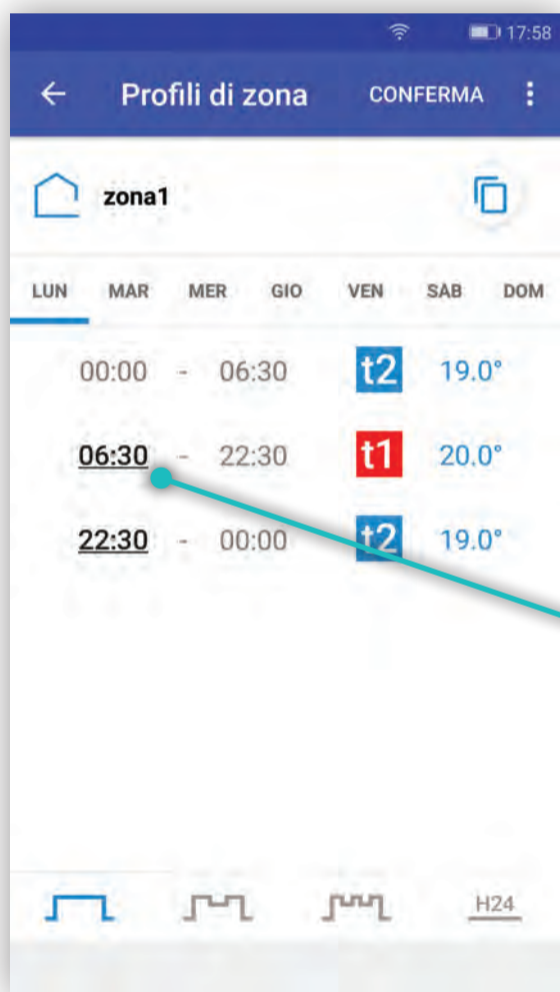 17:58
Profili di zona CONFERMA
zona1
LUN MAR MER GIO VEN SAB DOM
00:00 - 06:30 t2 19.0°
06:30 - 22:30 t1 20.0°
22:30 - 00:00 t2 19.0°
H24